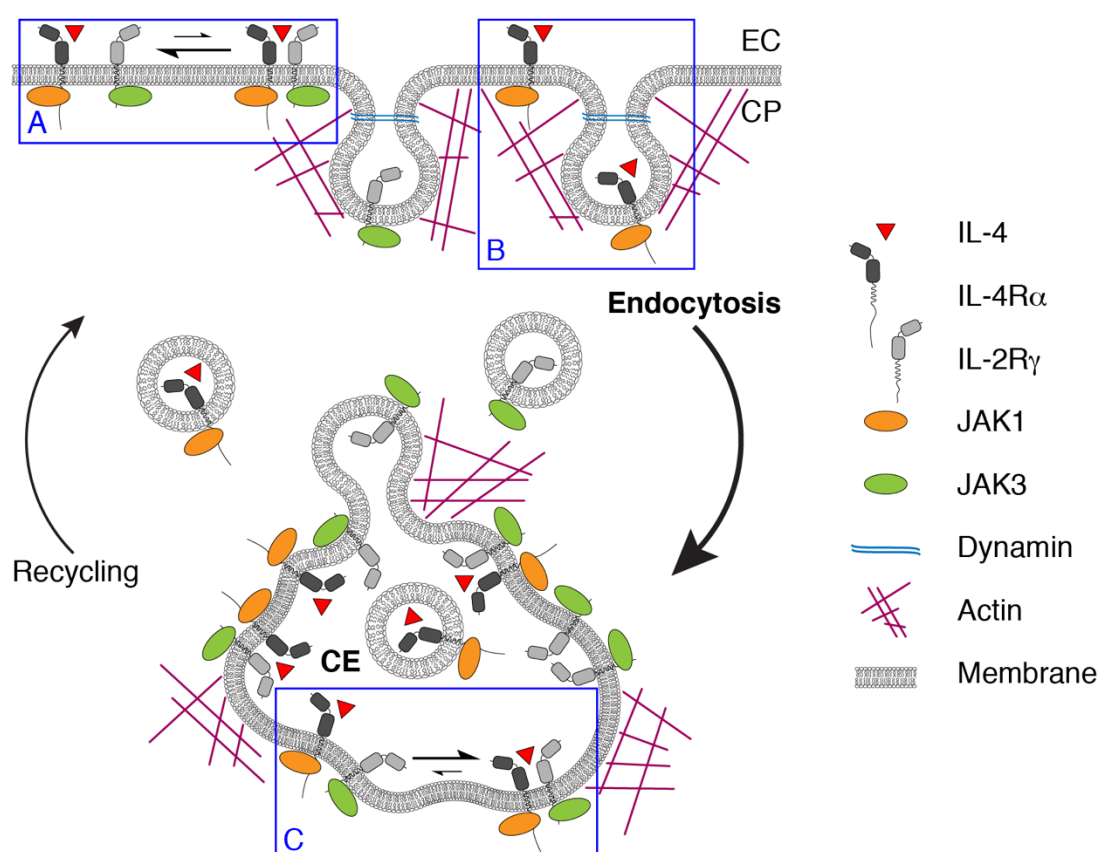 EC
CP
A
B
Endocytosis
Recycling
CE
C
IL-4
IL-4Rα
IL-2Rγ
JAK1
JAK3
Dynamin
Actin
Membrane